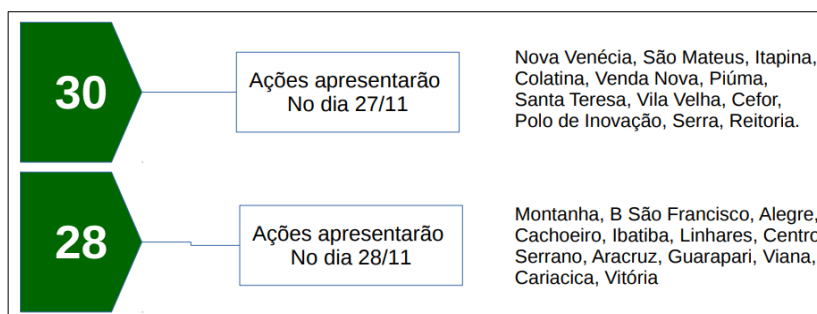 30
Ações apresentarão
No dia 27/11
Nova Venécia, São Mateus, Itapina,
Colatina, Venda Nova, Piúma,
Santa Teresa, Vila Velha, Cefor,
Polo de Inovação, Serra, Reitoria.
28
Ações apresentarão
No dia 28/11
Montanha, B São Francisco, Alegre,
Cachoeiro, Ibatiba, Linhares, Centro
Serrano, Aracruz, Guarapari, Viana,
Cariacica, Vitória